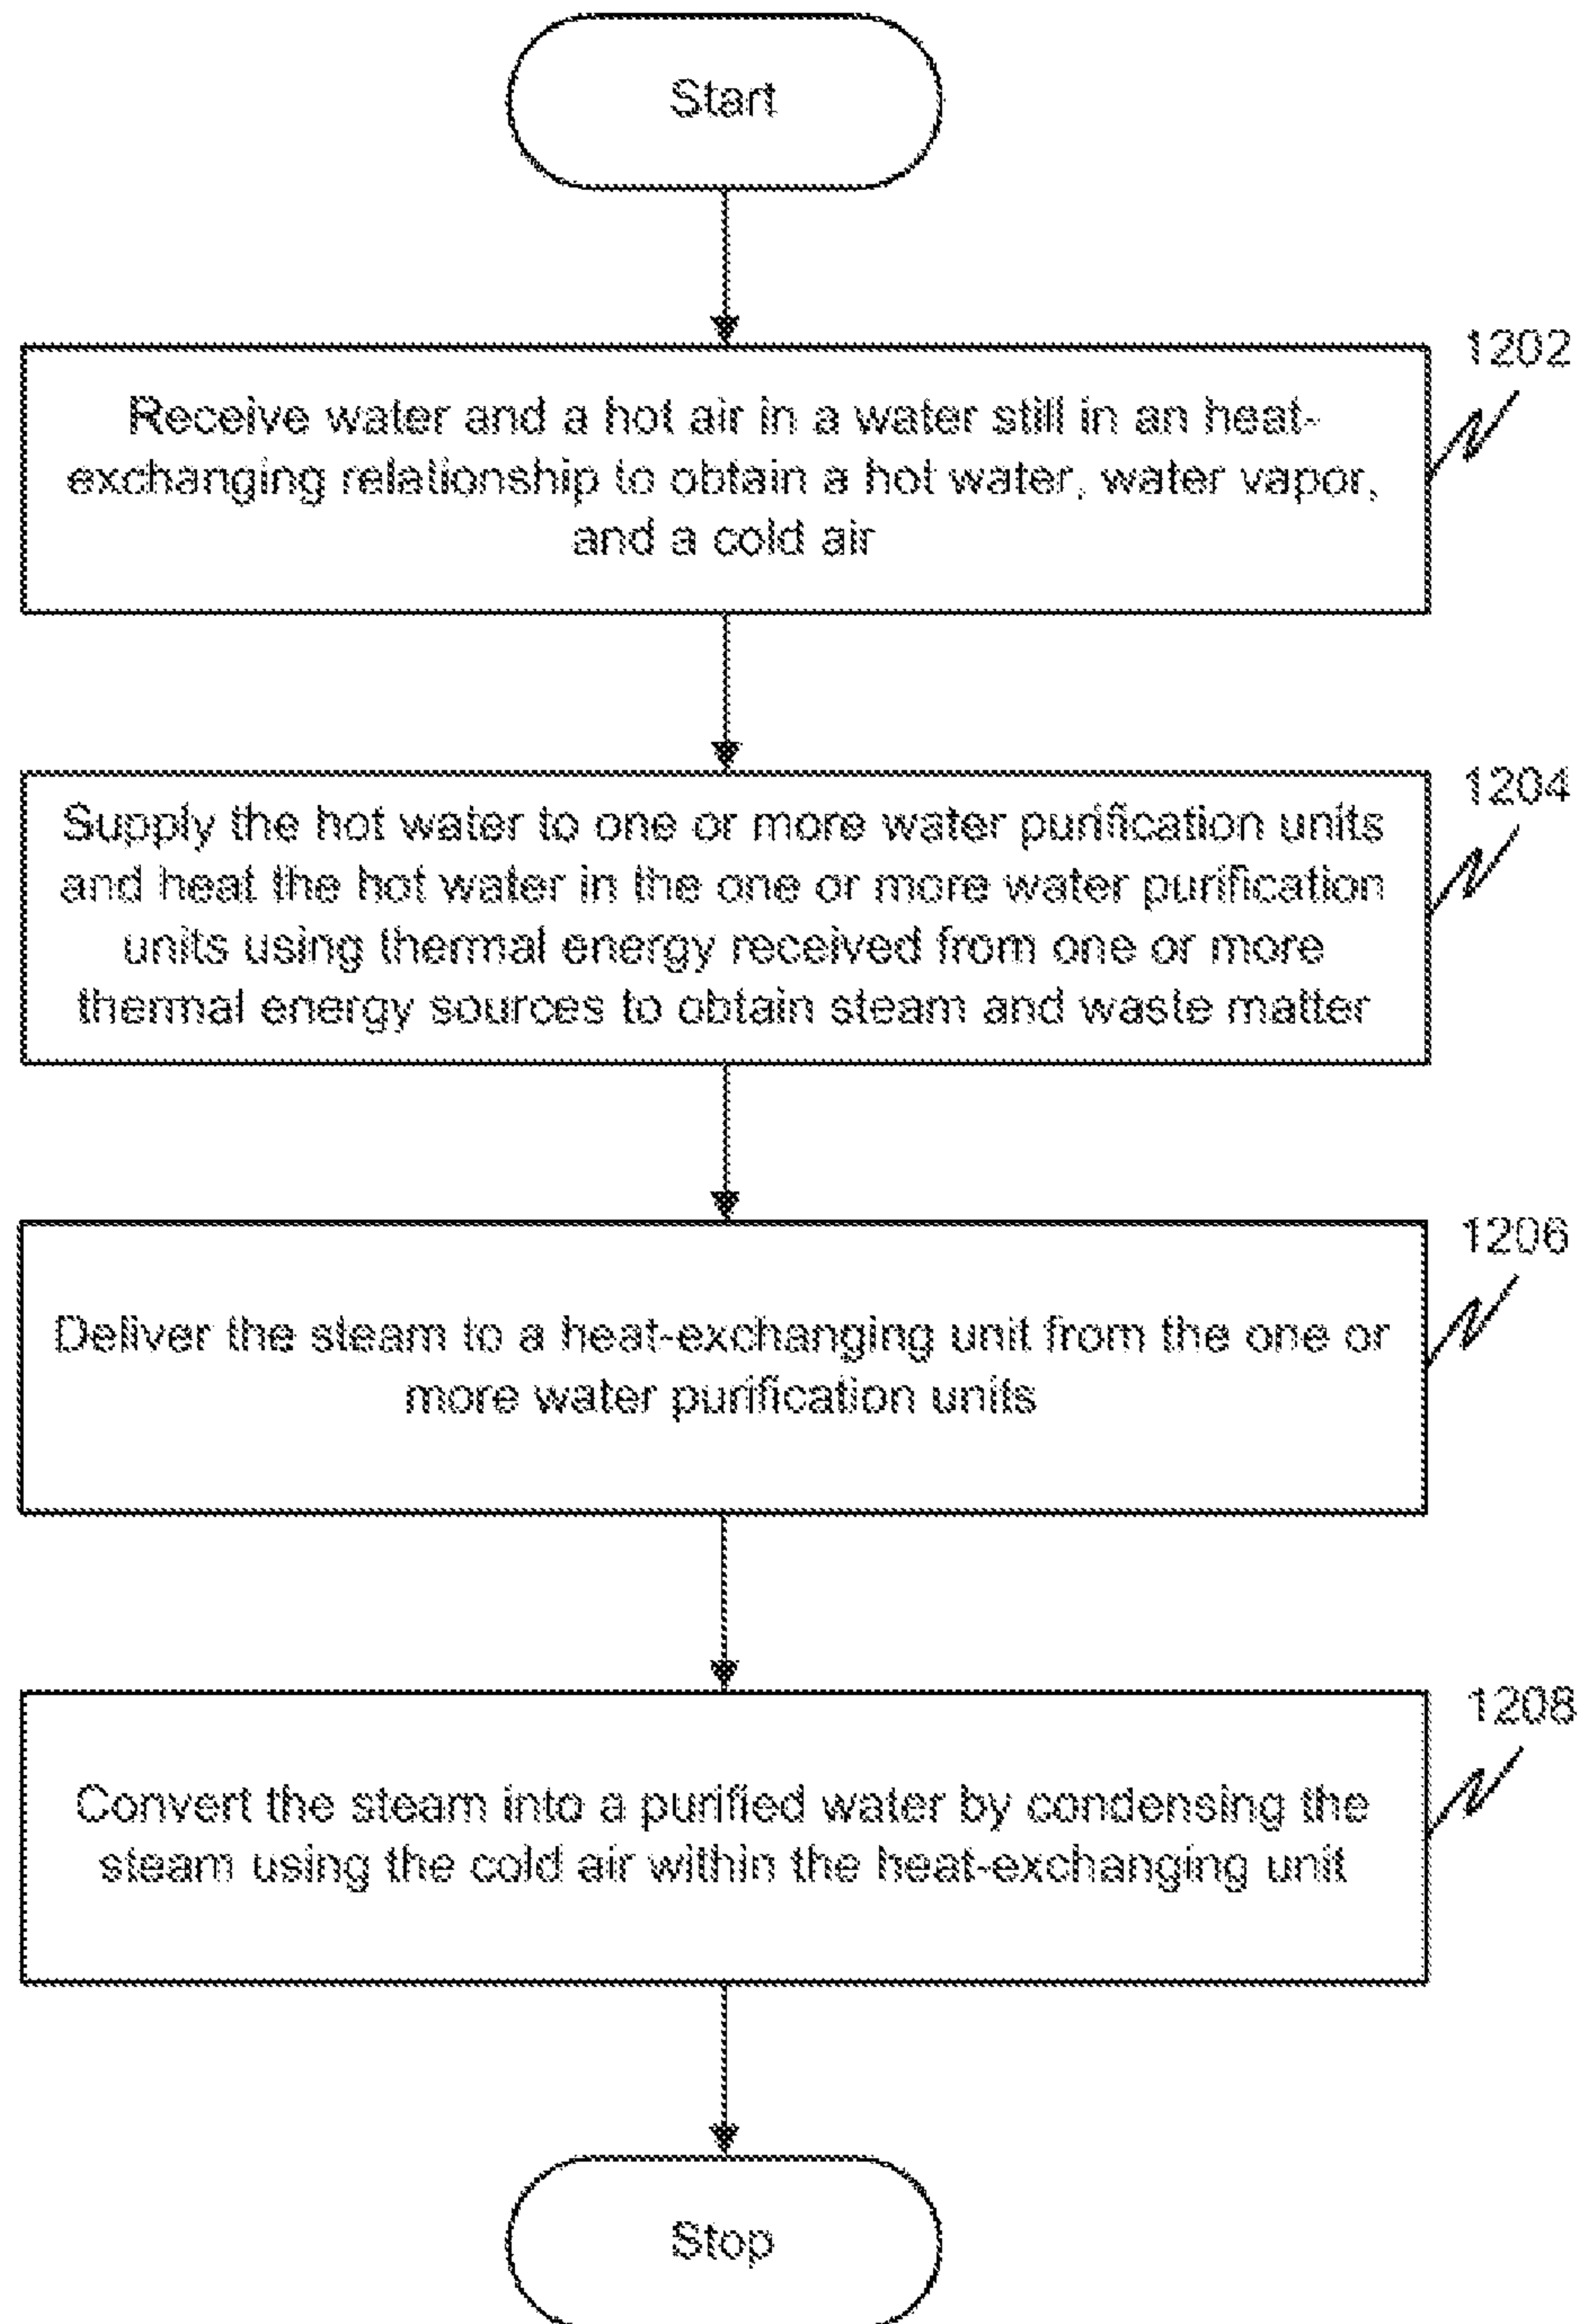 Start
1202
Receive water and a hot air in a water still in an heat-
exchanging relationship to obtain a hot water, water vapor,
and a cold air
1204
Supply the hot water to one or more water purification units
and heat the hot water in the one or more water purification
units using thermal energy received from one or more
thermal energy sources to obtain steam and waste matter
1206
Deliver the steam to a heat-exchanging unit from the one or
more water purification units
1208
Convert the steam into a purified water by condensing the
steam using the cold air within the heat-exchanging unit
Stop